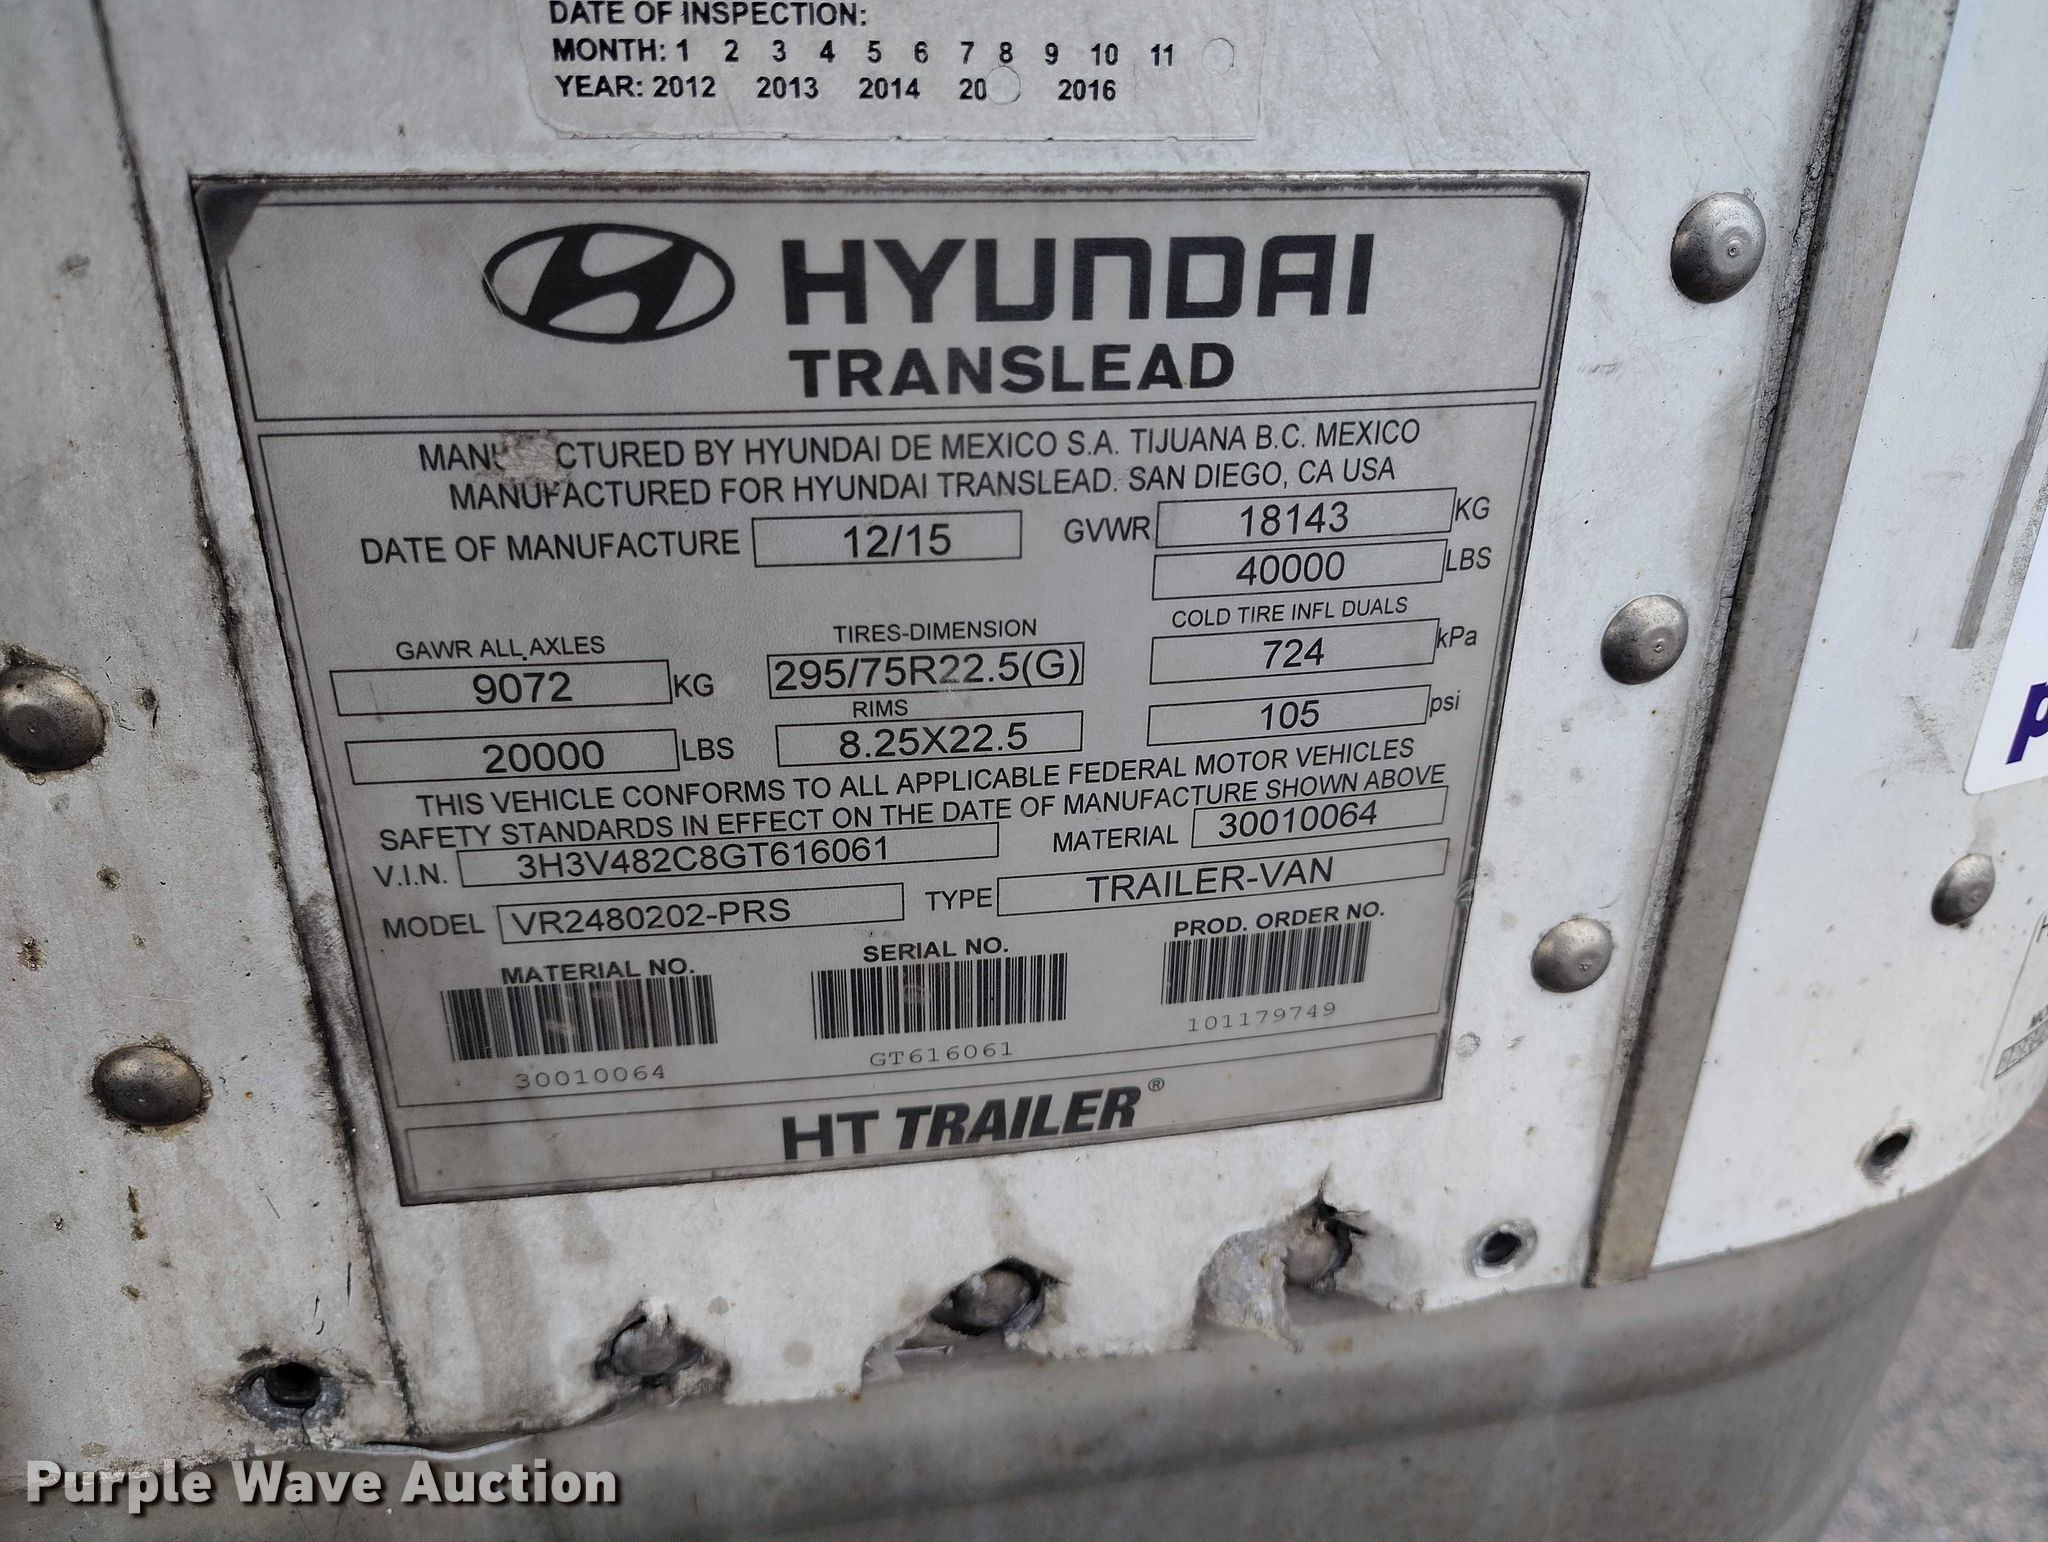 DATE OF INSPECTION:
MONTH: 1 2 3 4 5 6 7 8 9 10 11
YEAR: 2012 2013 2014 20 2016
HYUNDAI
TRANSLEAD
CTURED BY HYUNDAI DE MEXICO S.A. TIJUANA B.C. MEXICO
MANUFACTURED FOR HYUNDAI TRANSLEAD. SAN DIEGO, CA USA
DATE OF MANUFACTURE 12/15 GVWR 18143 KG
40000 LBS
GAWR ALL AXLES TIRES-DIMENSION COLD TIRE INFL DUALS
9072 KG 295/75R22.5(G) 724 kPa
RIMS
20000 LBS 8.25X22.5 105 psi
THIS VEHICLE CONFORMS TO ALL APPLICABLE FEDERAL MOTOR VEHICLES
SAFETY STANDARDS IN EFFECT ON THE DATE OF MANUFACTURE SHOWN ABOVE
V.I.N. 3H3V482C8GT616061 MATERIAL 30010064
MODEL VR2480202-PRS TYPE TRAILER-VAN
MATERIAL NO. SERIAL NO. PROD. ORDER NO.
30010064 GT616061 101179749
HT TRAILER®
Purple Wave Auction